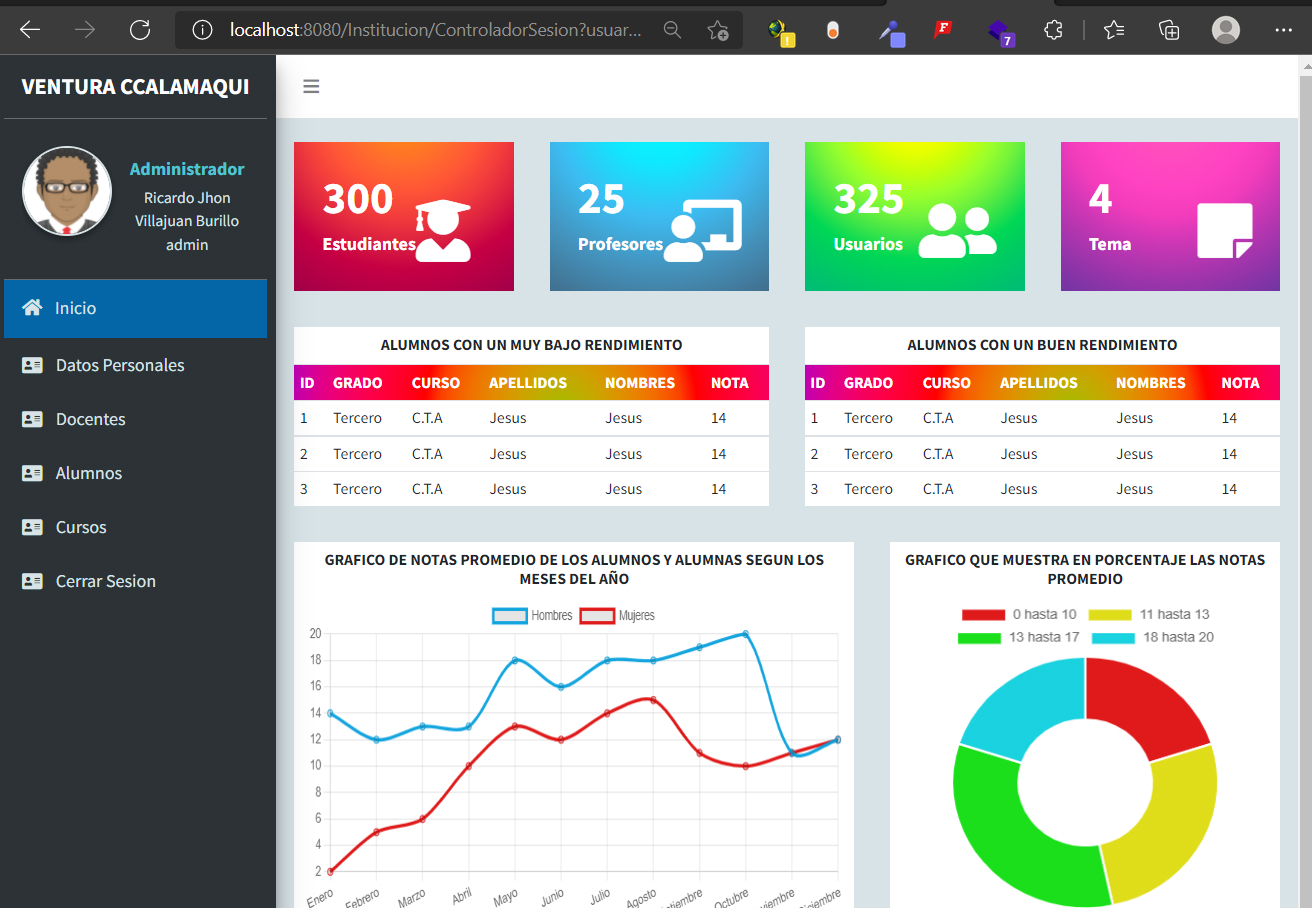 localhost:8080/Institucion/ControladorSesion?usuar...
7
VENTURA CCALAMAQUI
Administrador
Ricardo Jhon
Villajuan Burillo
admin
Inicio
Datos Personales
Docentes
Alumnos
Cursos
Cerrar Sesion
300
Estudiantes
25
Profesores
325
Usuarios
4
Tema
ALUMNOS CON UN MUY BAJO RENDIMIENTO
ID GRADO CURSO APELLIDOS NOMBRES NOTA
1 Tercero C.T.A Jesus Jesus 14
2 Tercero C.T.A Jesus Jesus 14
3 Tercero C.T.A Jesus Jesus 14
ALUMNOS CON UN BUEN RENDIMIENTO
ID GRADO CURSO APELLIDOS NOMBRES NOTA
1 Tercero C.T.A Jesus Jesus 14
2 Tercero C.T.A Jesus Jesus 14
3 Tercero C.T.A Jesus Jesus 14
GRAFICO DE NOTAS PROMEDIO DE LOS ALUMNOS Y ALUMNAS SEGUN LOS
MESES DEL AÑO
Hombres Mujeres
20
18
16
14
12
10
8
6
4
2
Enero Febrero Marzo Abril Mayo Junio Julio Agosto Octubre
GRAFICO QUE MUESTRA EN PORCENTAJE LAS NOTAS
PROMEDIO
0 hasta 10 11 hasta 13
13 hasta 17 18 hasta 20